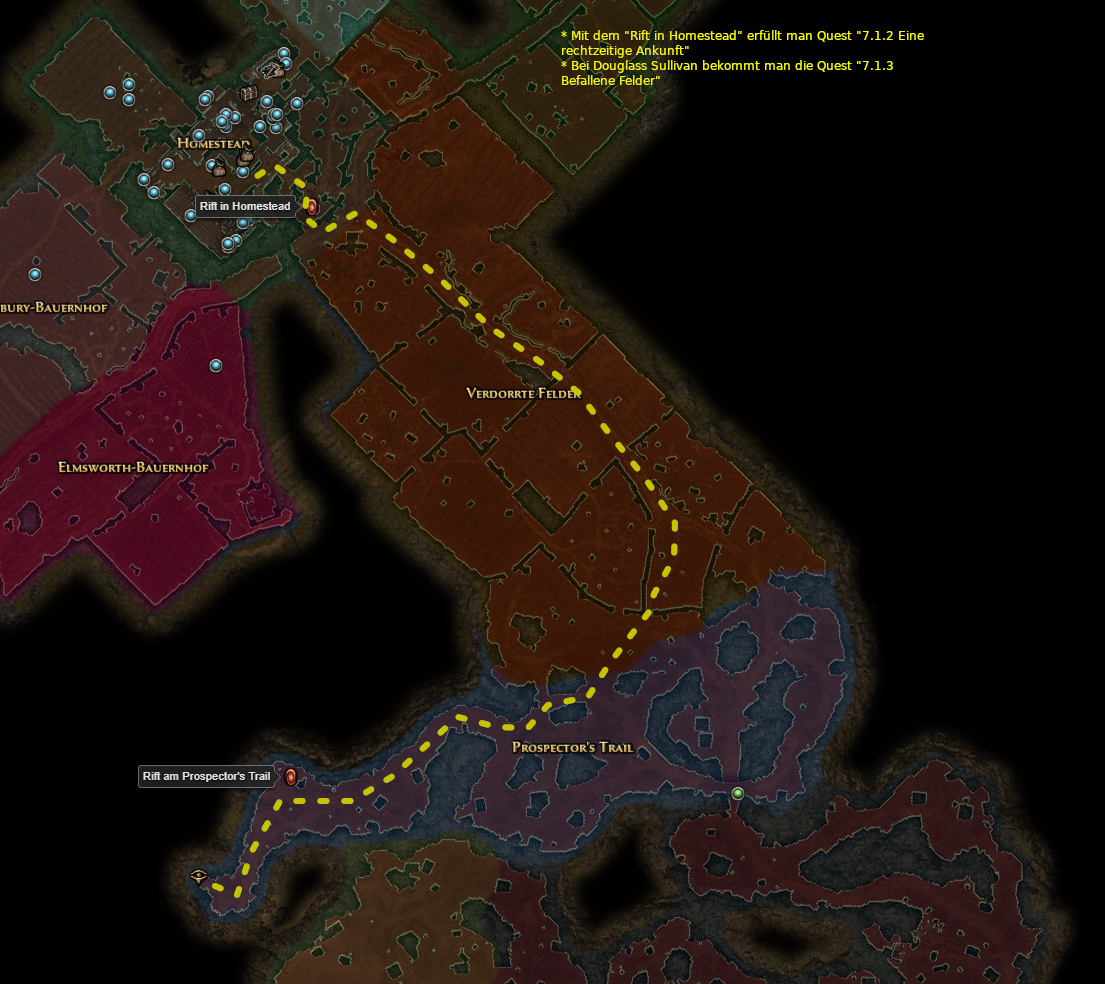 * Mit dem "Rift in Homestead" erfüllt man Quest "7.1.2 Eine
rechtzeitige Ankunft"
* Bei Douglass Sullivan bekommt man die Quest "7.1.3
Befallene Felder"
Homestead
Rift in Homestead
bury-Bauernhof
Verdorrte Felder
Elmsworth-Bauernhof
Prospector's Trail
Rift am Prospector's Trail